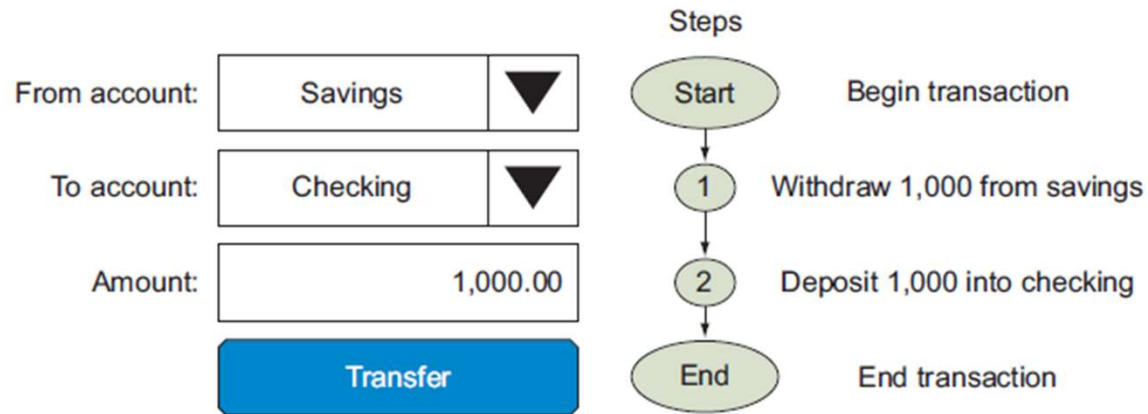 From account:
Savings
To account:
Checking
Amount:
1,000.00
Transfer
Steps
Start
Begin transaction
1
Withdraw 1,000 from savings
2
Deposit 1,000 into checking
End
End transaction